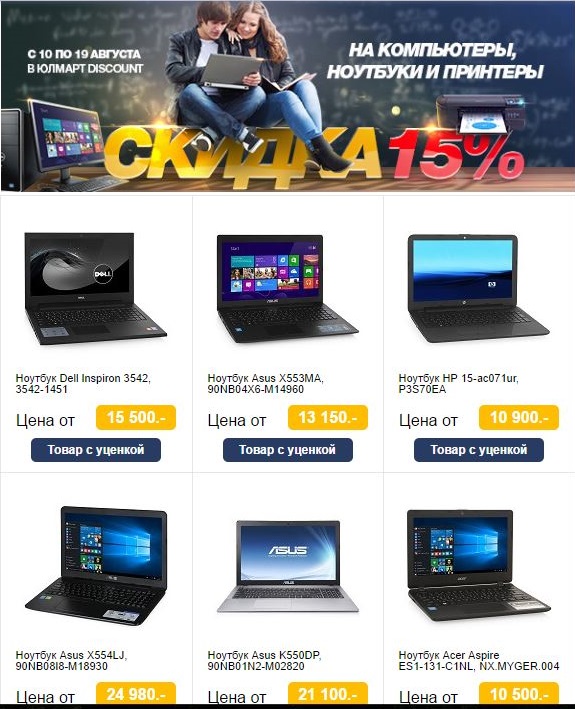 С 10 ПО 19 АВГУСТА
В ЮЛМАРТ DISCOUNT
НА КОМПЬЮТЕРЫ,
НОУТБУКИ И ПРИНТЕРЫ
СКИДКА 15%
DELL
ASUS
Ноутбук Dell Inspiron 3542,
3542-1451
Цена от 15 500.-
Товар с уценкой
Ноутбук Asus X553MA,
90NB04X6-M14960
Цена от 13 150.-
Товар с уценкой
Ноутбук HP 15-ac071ur,
P3S70EA
Цена от 10 900.-
Товар с уценкой
ASUS
Ноутбук Asus X554LJ,
90NB08I8-M18930
Цена от 24 980.-
Ноутбук Asus K550DP,
90NB01N2-M02820
Цена от 21 100.-
Ноутбук Acer Aspire
ES1-131-C1NL, NX.MYGER.004
Цена от 10 500.-